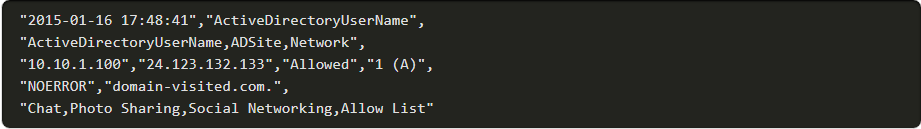 "2015-01-16 17:48:41","ActiveDirectoryUserName",
"ActiveDirectoryUserName,ADSite,Network",
"10.10.1.100","24.123.132.133","Allowed","1 (A)",
"NOERROR","domain-visited.com.",
"Chat,Photo Sharing,Social Networking,Allow List"